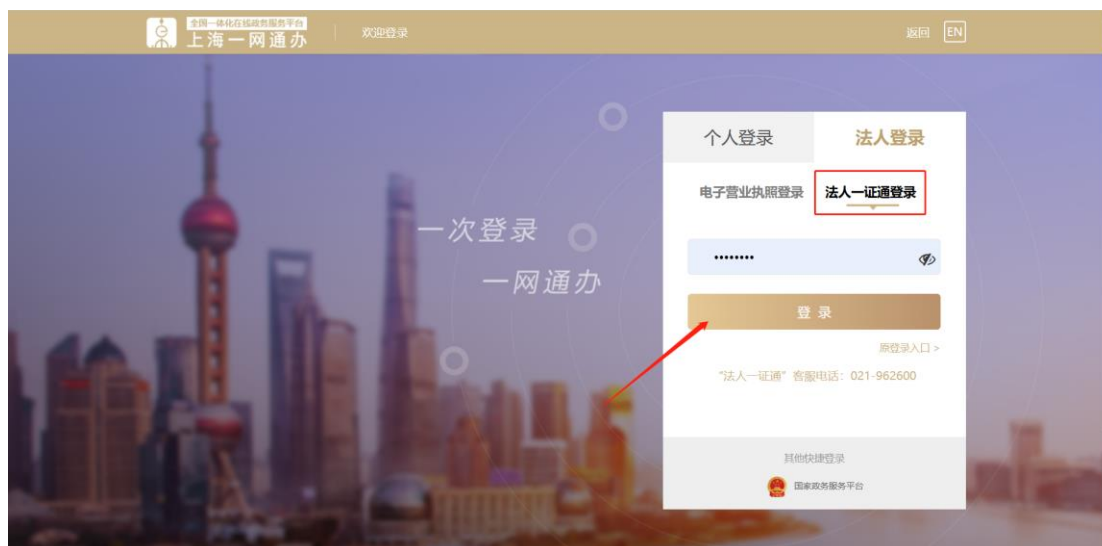 全国一体化在线政务服务平台
上海一网通办
欢迎登录
返回 EN
一次登录
一网通办
个人登录 法人登录
电子营业执照登录 法人一证通登录
••••••••
登 录
原登录入口 >
“法人一证通”客服电话：021-962600
其他快捷登录
国家政务服务平台